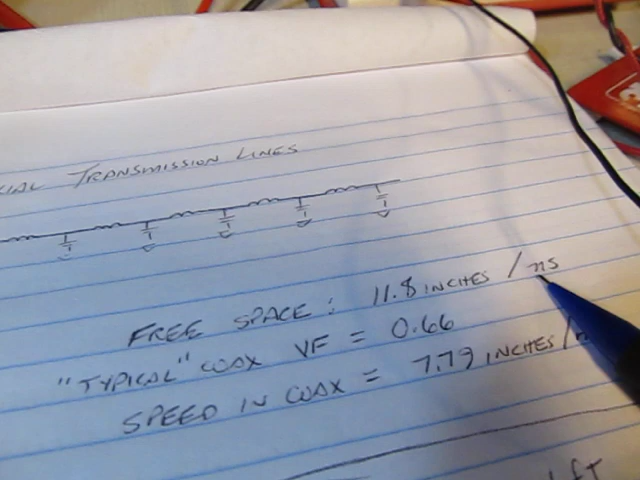 TRANSMISSION LINES
FREE SPACE: 11.8 INCHES / ns
"TYPICAL" COAX VF = 0.66
SPEED IN COAX = 7.79 INCHES/n
ft